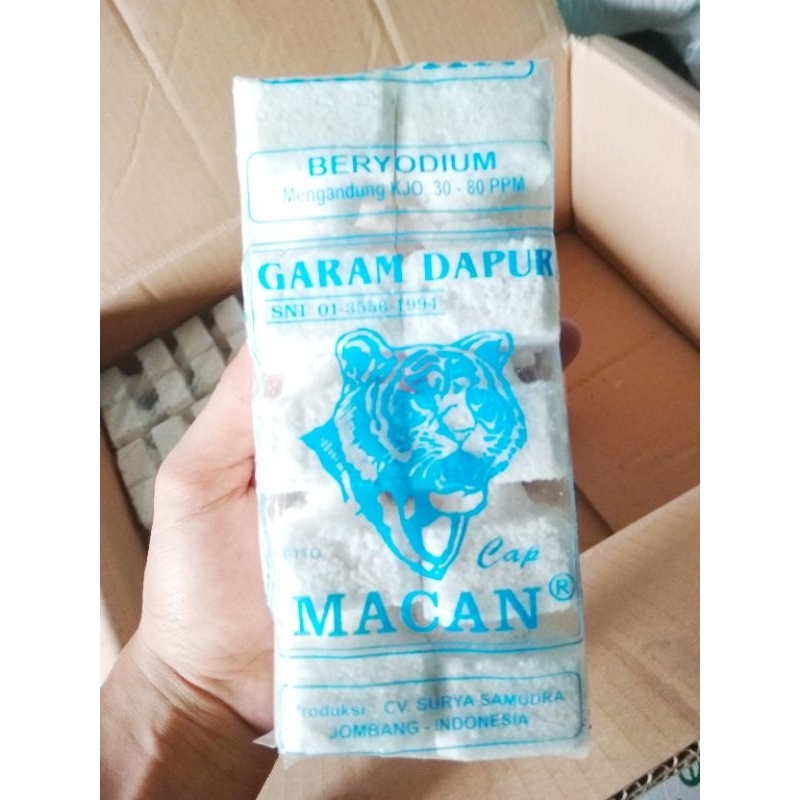 BERYODIUM
Mengandung KJO3 30 - 80 PPM
GARAM DAPUR
SNI 01-3556-1994
Cap
MACAN ®
Produksi : CV. SURYA SAMUDRA
JOMBANG - INDONESIA